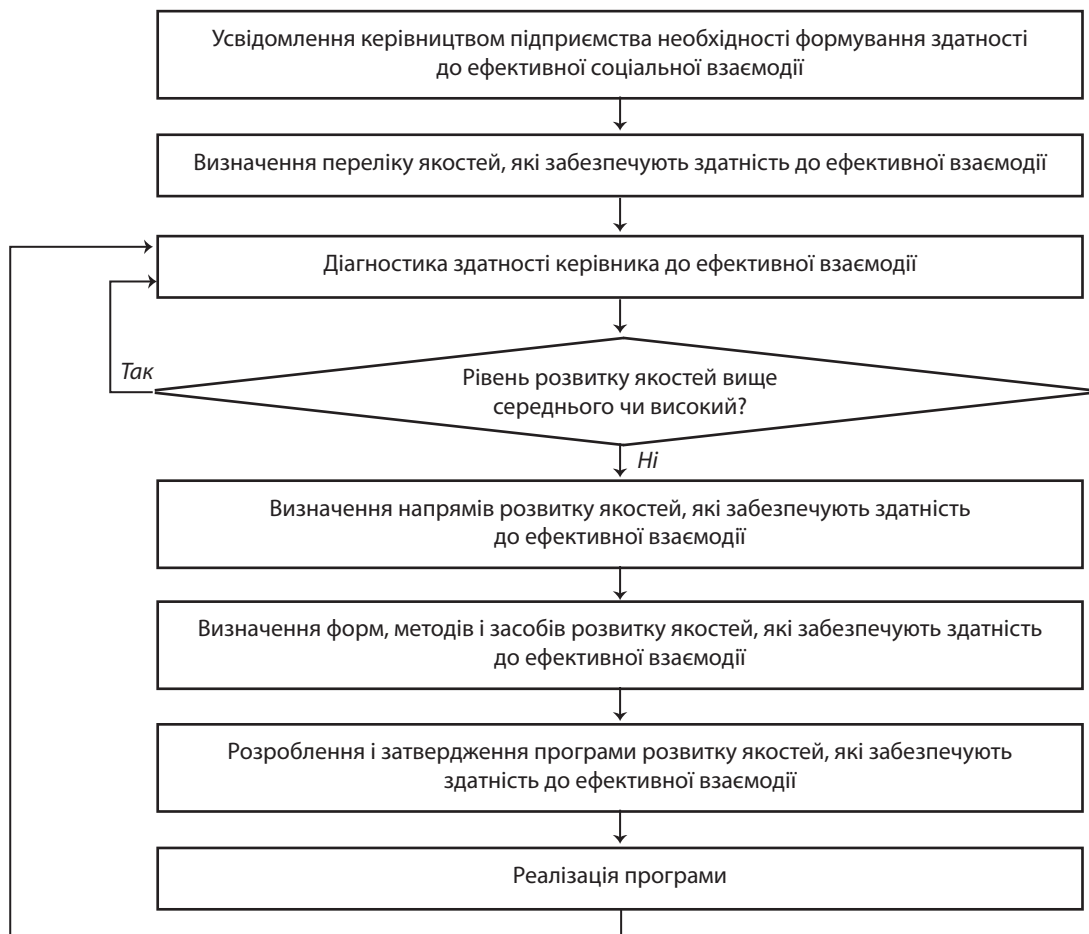 Усвідомлення керівництвом підприємства необхідності формування здатності
до ефективної соціальної взаємодії
Визначення переліку якостей, які забезпечують здатність до ефективної взаємодії
Діагностика здатності керівника до ефективної взаємодії
Так
Рівень розвитку якостей вище
середнього чи високий?
Ні
Визначення напрямів розвитку якостей, які забезпечують здатність
до ефективної взаємодії
Визначення форм, методів і засобів розвитку якостей, які забезпечують здатність
до ефективної взаємодії
Розроблення і затвердження програми розвитку якостей, які забезпечують
здатність до ефективної взаємодії
Реалізація програми